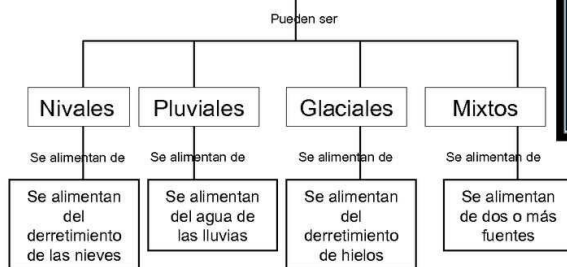 Pueden ser
Nivales
Pluviales
Glaciales
Mixtos
Se alimentan de
Se alimentan de
Se alimentan de
Se alimentan de
Se alimentan
del
derretimiento
de las nieves
Se alimentan
del agua de
las lluvias
Se alimentan
del
derretimiento
de hielos
Se alimentan
de dos o más
fuentes